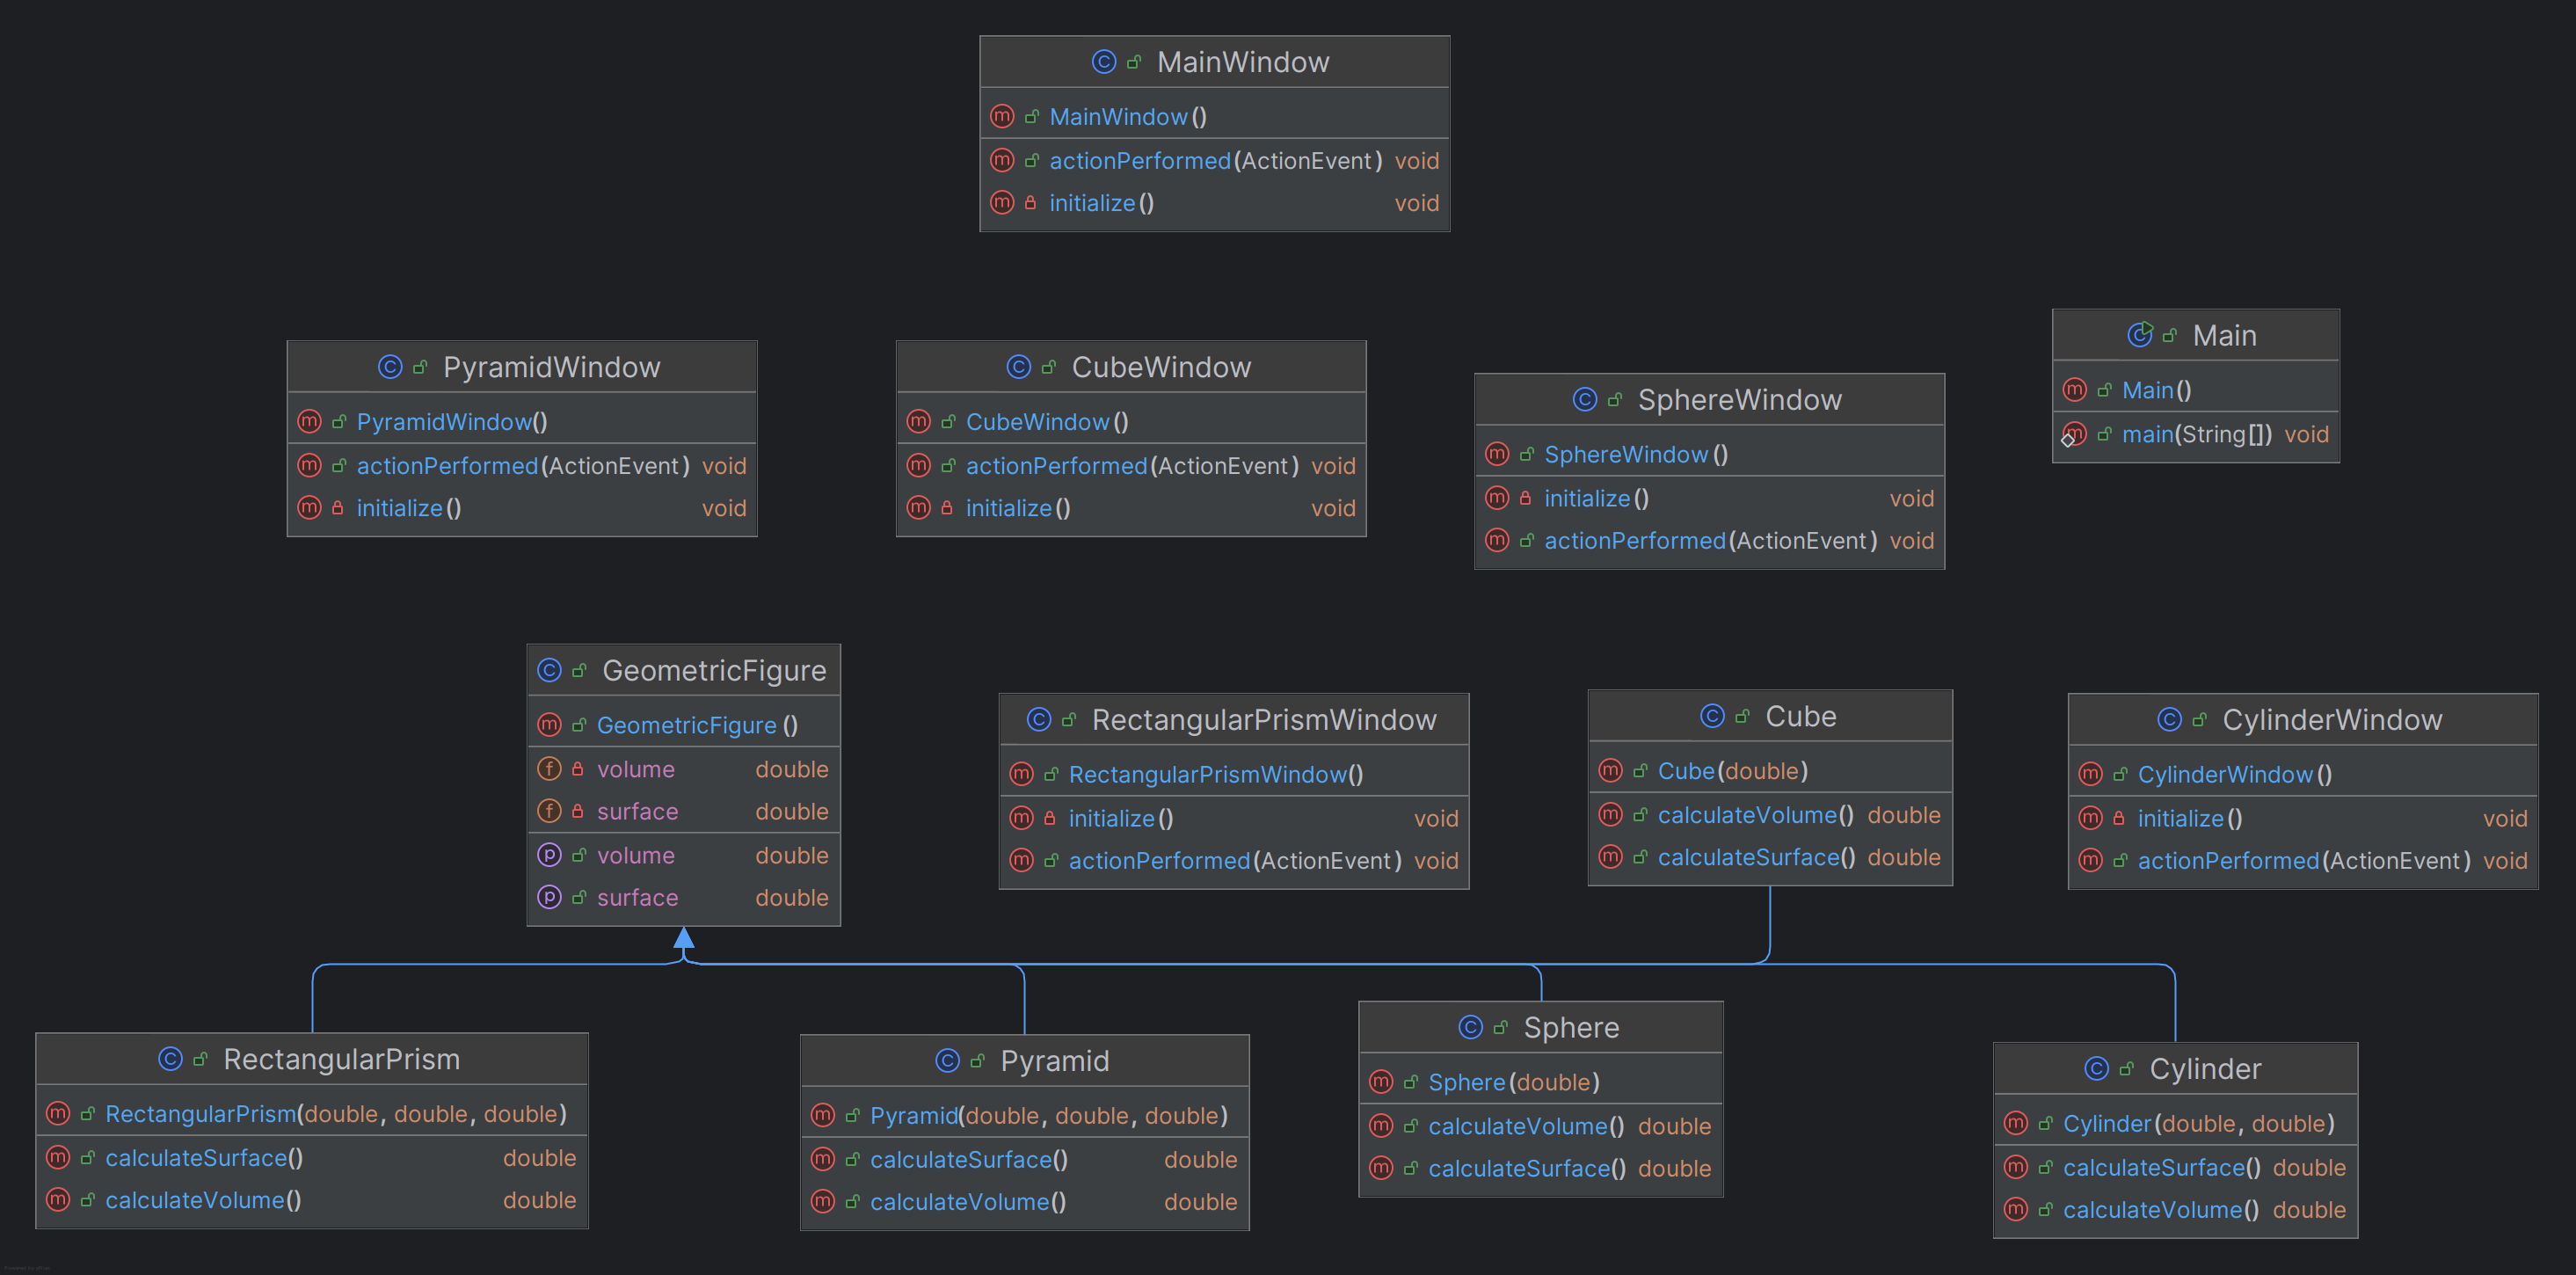 MainWindow
MainWindow()
actionPerformed(ActionEvent) void
initialize() void
PyramidWindow
PyramidWindow()
actionPerformed(ActionEvent) void
initialize() void
CubeWindow
CubeWindow()
actionPerformed(ActionEvent) void
initialize() void
SphereWindow
SphereWindow()
initialize() void
actionPerformed(ActionEvent) void
Main
Main()
main(String[]) void
GeometricFigure
GeometricFigure()
volume double
surface double
volume double
surface double
RectangularPrismWindow
RectangularPrismWindow()
initialize() void
actionPerformed(ActionEvent) void
Cube
Cube(double)
calculateVolume() double
calculateSurface() double
CylinderWindow
CylinderWindow()
initialize() void
actionPerformed(ActionEvent) void
RectangularPrism
RectangularPrism(double, double, double)
calculateSurface() double
calculateVolume() double
Pyramid
Pyramid(double, double, double)
calculateSurface() double
calculateVolume() double
Sphere
Sphere(double)
calculateVolume() double
calculateSurface() double
Cylinder
Cylinder(double, double)
calculateSurface() double
calculateVolume() double